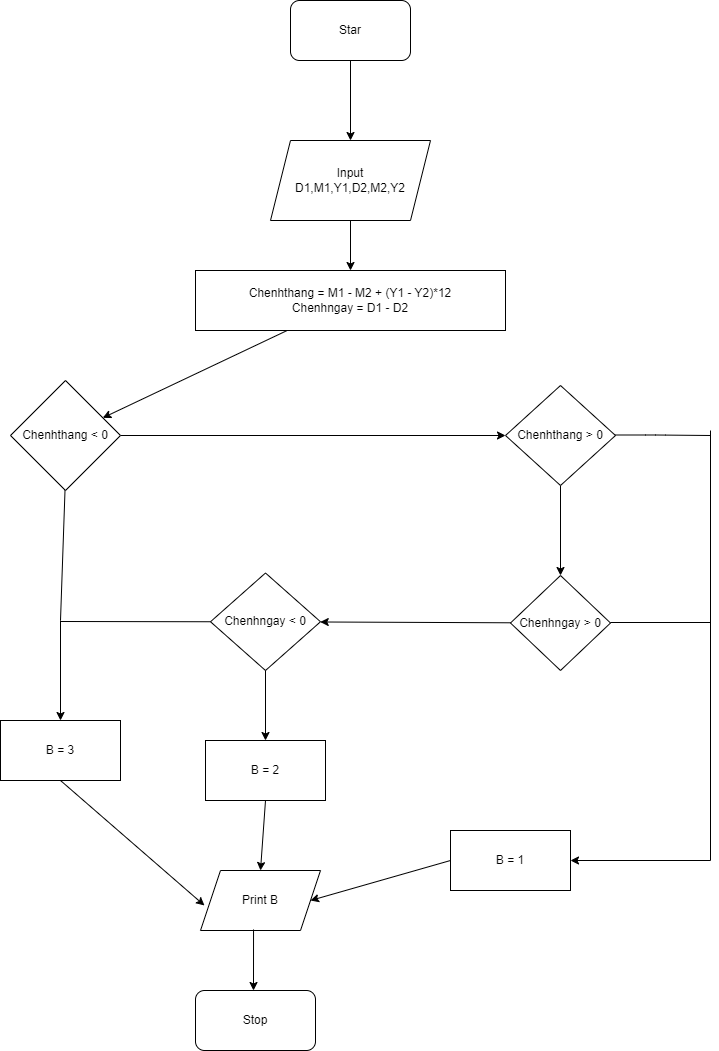 Star
Input
D1,M1,Y1,D2,M2,Y2
Chenhthang = M1 - M2 + (Y1 - Y2)*12
Chenhngay = D1 - D2
Chenhthang < 0
Chenhthang > 0
Chenhngay < 0
Chenhngay > 0
B = 3
B = 2
B = 1
Print B
Stop